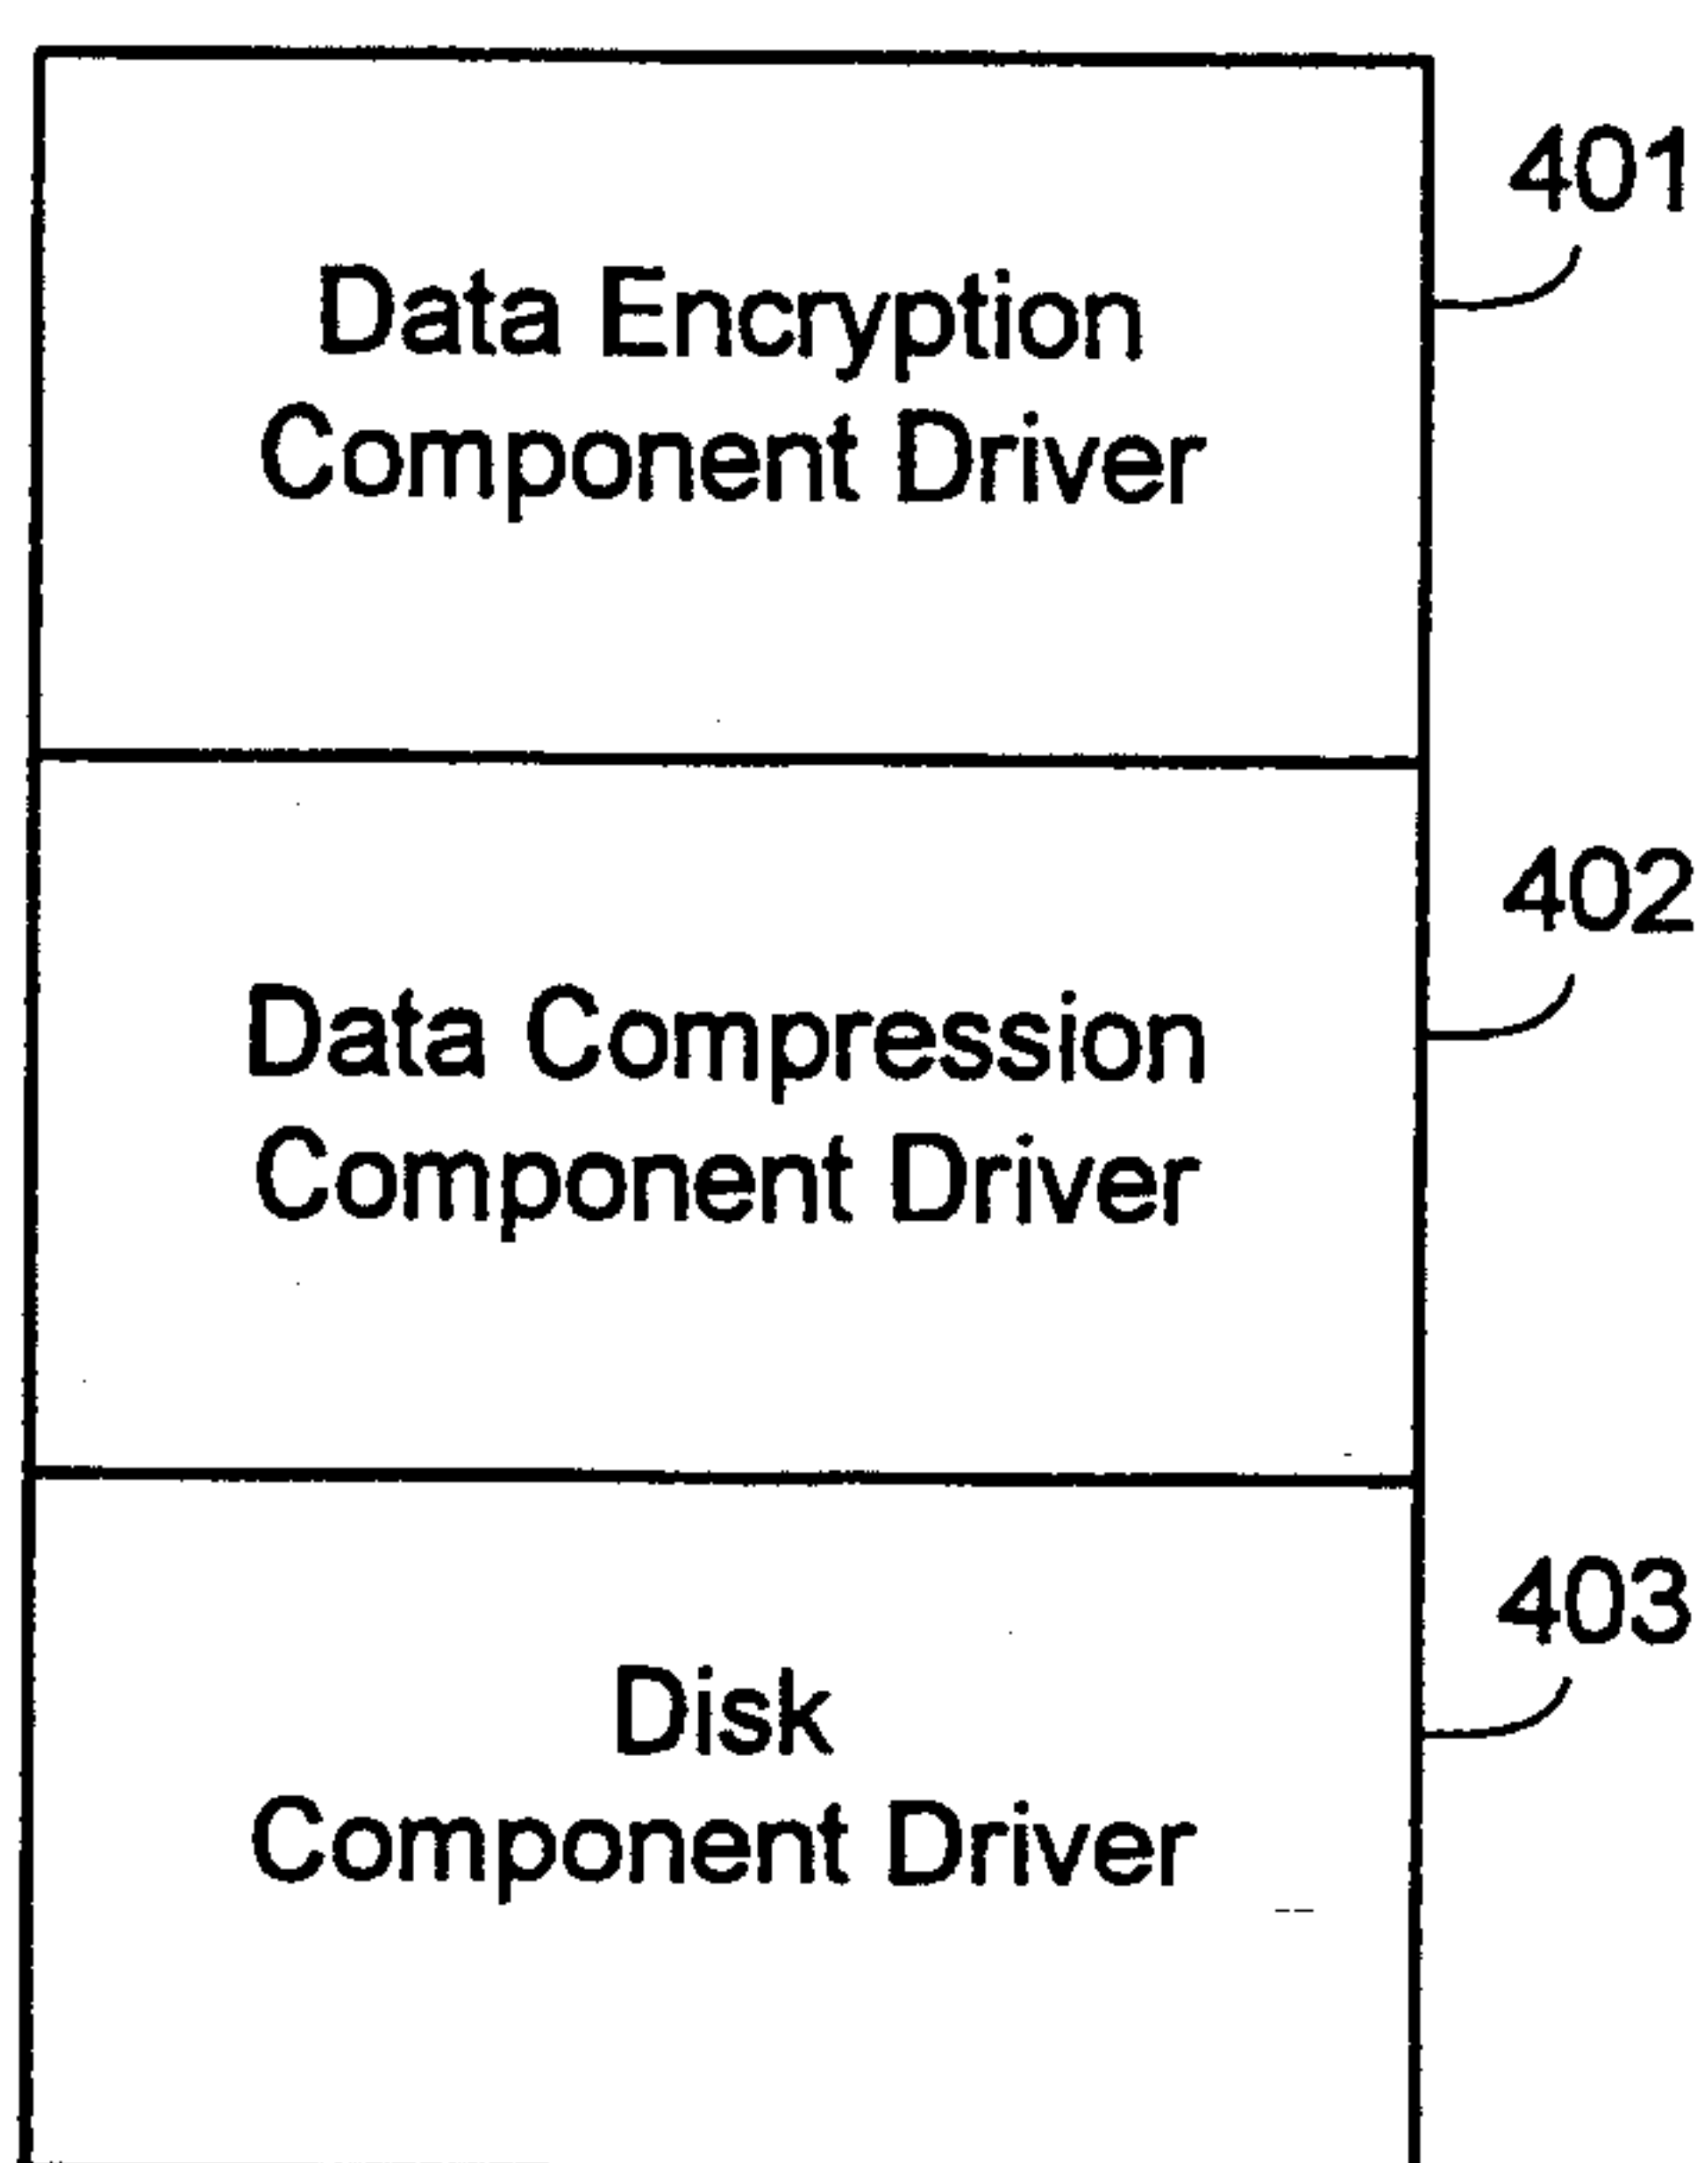 401
Data Encryption
Component Driver
402
Data Compression
Component Driver
403
Disk
Component Driver